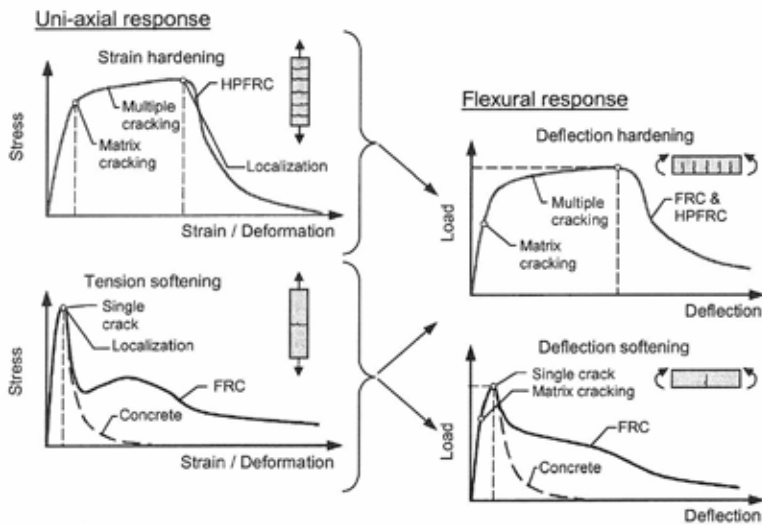 Uni-axial response
Strain hardening
HPFRC
Multiple
cracking
Matrix
cracking
Localization
Stress
Strain / Deformation
Tension softening
Single
crack
Localization
FRC
Concrete
Stress
Strain / Deformation
Flexural response
Deflection hardening
Multiple
cracking
FRC &
HPFRC
Matrix
cracking
Load
Deflection
Deflection softening
Single crack
Matrix cracking
FRC
Concrete
Load
Deflection